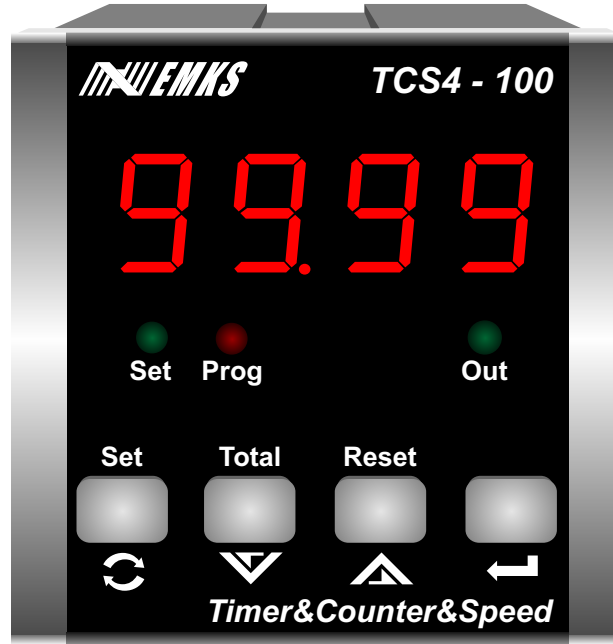 EMKS TCS4 - 100
99.99
Set Prog Out
Set Total Reset
Timer&Counter&Speed